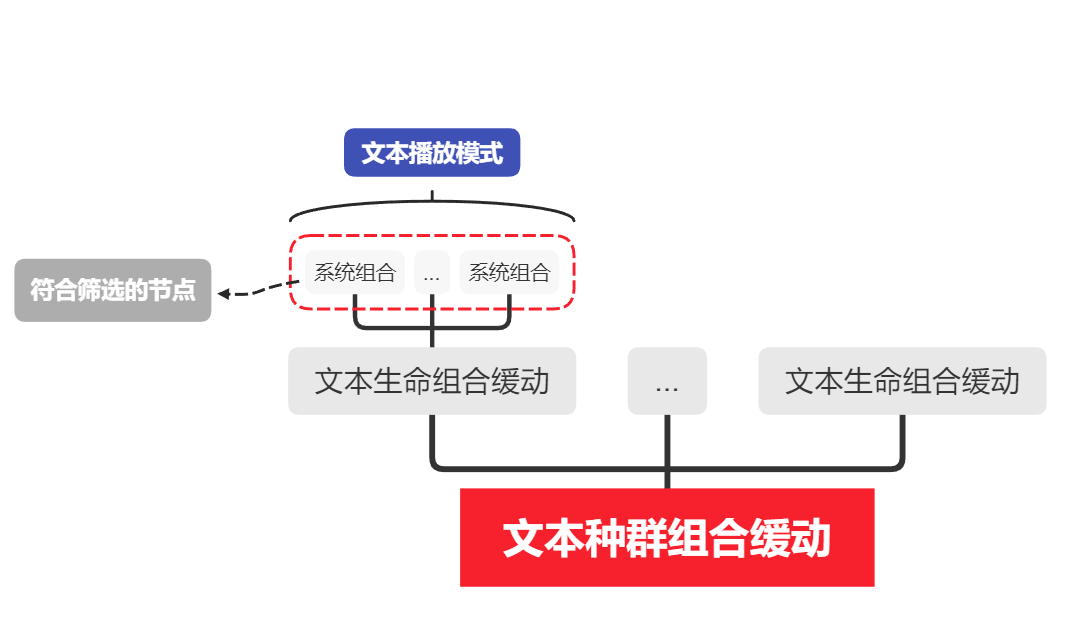 文本播放模式
符合筛选的节点
系统组合
...
系统组合
文本生命组合缓动
...
文本生命组合缓动
文本种群组合缓动